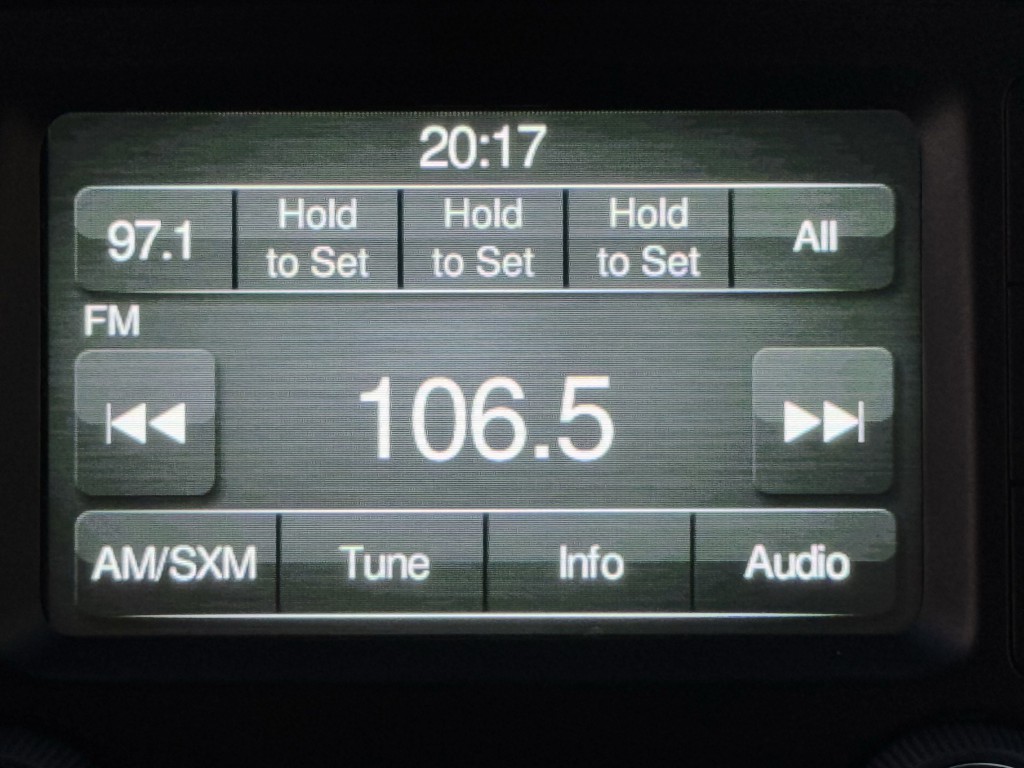 20:17
97.1
Hold
to Set
Hold
to Set
Hold
to Set
All
FM
106.5
AM/SXM
Tune
Info
Audio